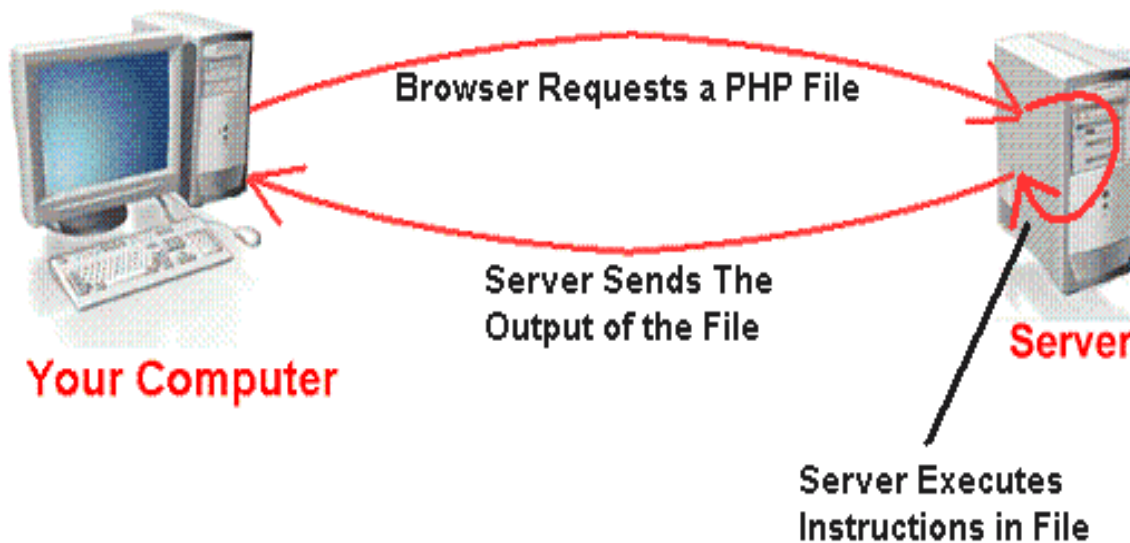 Browser Requests a PHP File
Server Sends The
Output of the File
Server
Your Computer
Server Executes
Instructions in File